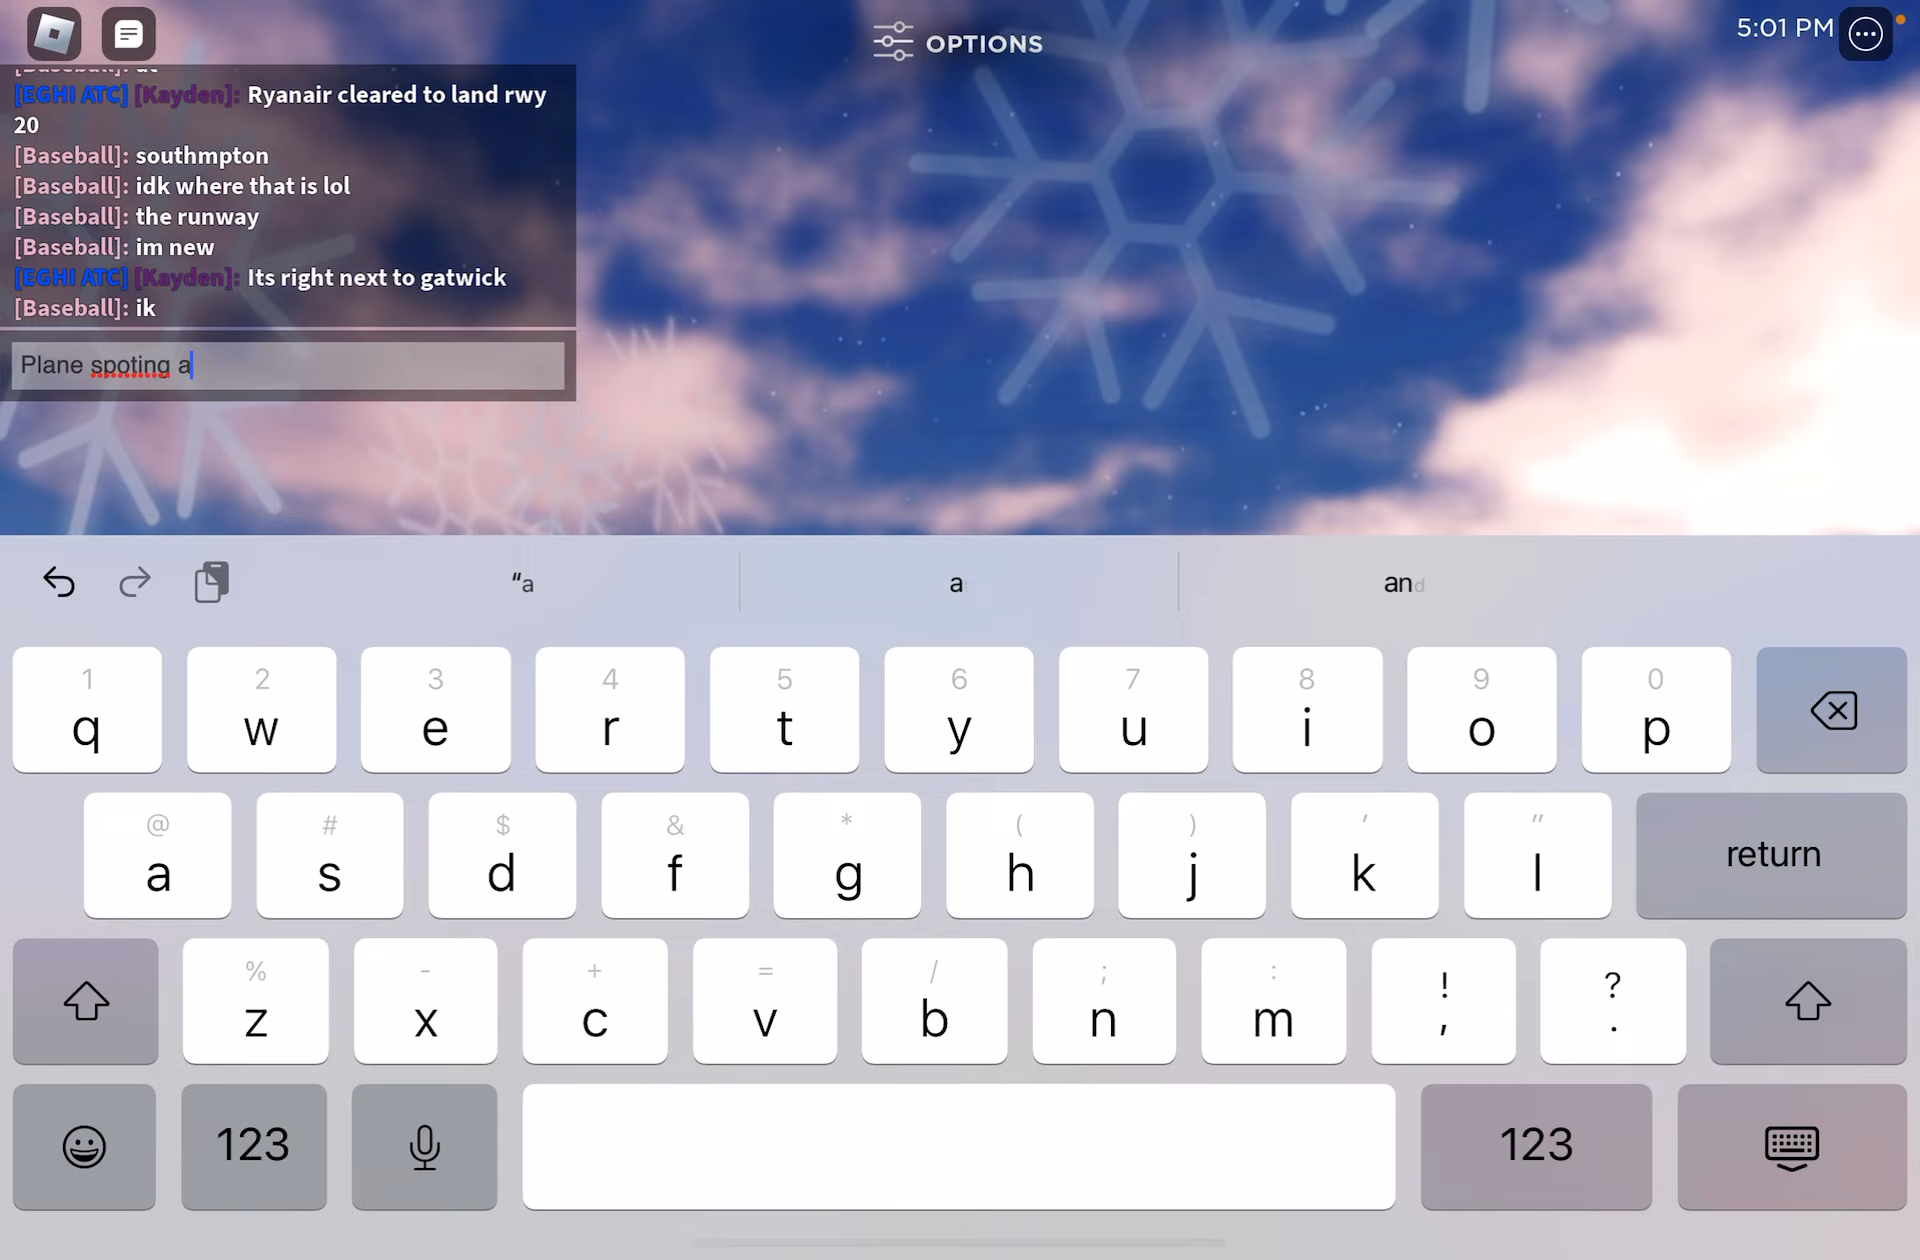 OPTIONS
5:01 PM
[Baseball]: at
[EGHI ATC] [Kayden]: Ryanair cleared to land rwy
20
[Baseball]: southmpton
[Baseball]: idk where that is lol
[Baseball]: the runway
[Baseball]: im new
[EGHI ATC] [Kayden]: Its right next to gatwick
[Baseball]: ik
Plane spoting a
“a a and
1 2 3 4 5 6 7 8 9 0
q w e r t y u i o p
@ # $ & * ( ) ' "
a s d f g h j k l return
% - + = / ; : ! ?
z x c v b n m , .
123 123